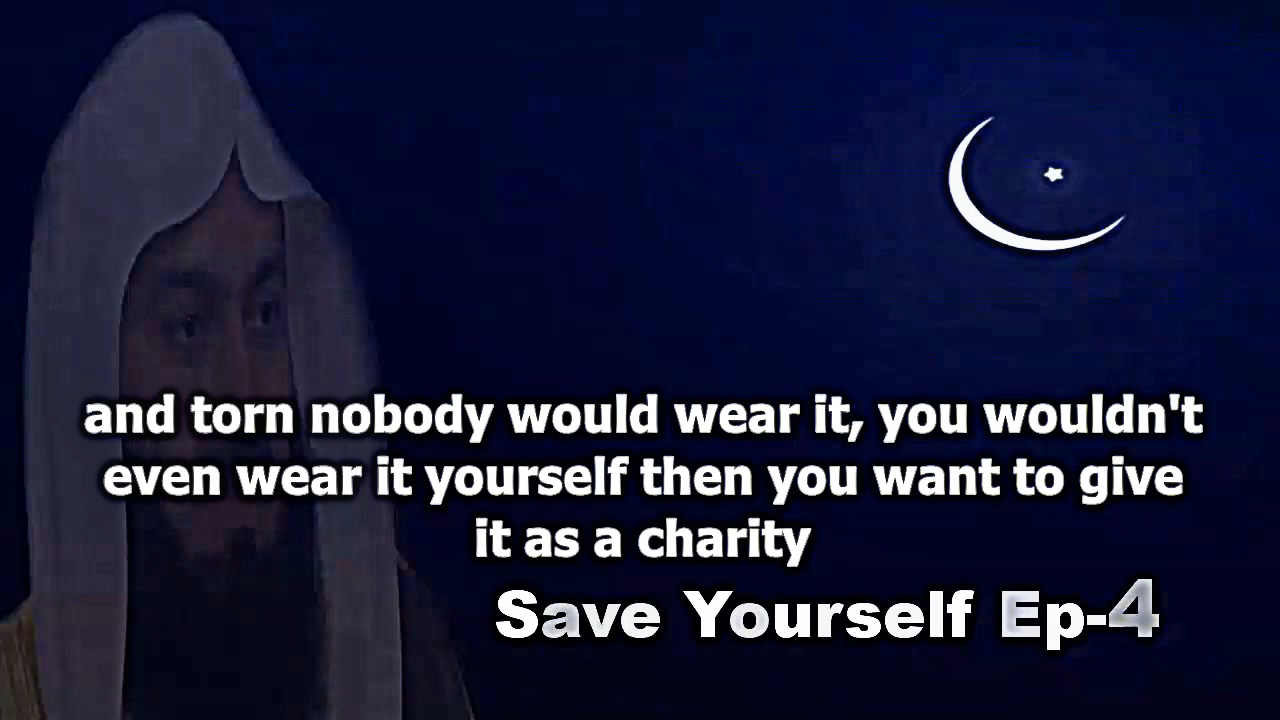 and torn nobody would wear it, you wouldn't
even wear it yourself then you want to give
it as a charity
Save Yourself Ep-4